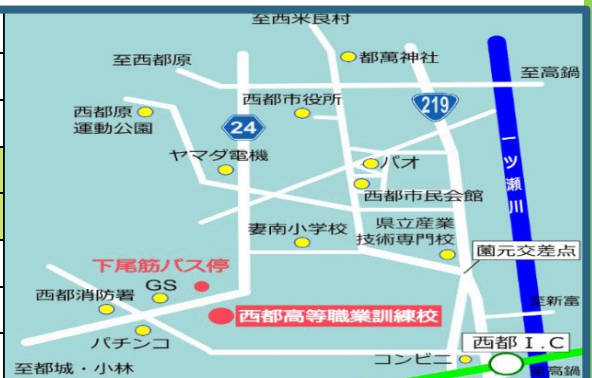 至西米良村
都萬神社
至西都原
至高鍋
西都市役所
219
西都原
運動公園
24
ヤマダ電機
パオ
一ツ瀬川
西都市民会館
妻南小学校
県立産業
技術専門校
薗元交差点
下尾筋バス停
GS
西都消防署
西都高等職業訓練校
至新富
パチンコ
西都I.C
コンビニ
至都城・小林
至高鍋